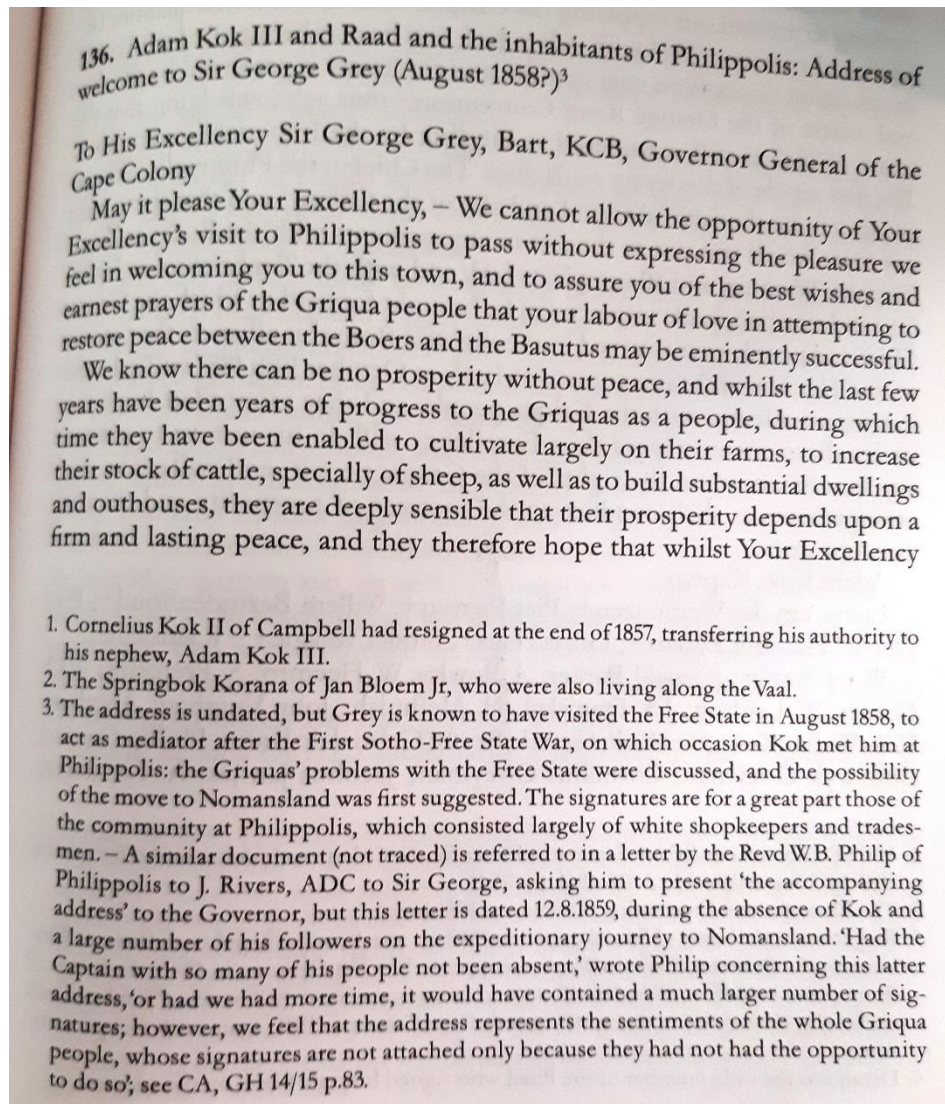 136. Adam Kok III and Raad and the inhabitants of Philippolis: Address of
welcome to Sir George Grey (August 1858?)³
To His Excellency Sir George Grey, Bart, KCB, Governor General of the
Cape Colony
May it please Your Excellency, – We cannot allow the opportunity of Your
Excellency's visit to Philippolis to pass without expressing the pleasure we
feel in welcoming you to this town, and to assure you of the best wishes and
earnest prayers of the Griqua people that your labour of love in attempting to
restore peace between the Boers and the Basutus may be eminently successful.
We know there can be no prosperity without peace, and whilst the last few
years have been years of progress to the Griquas as a people, during which
time they have been enabled to cultivate largely on their farms, to increase
their stock of cattle, specially of sheep, as well as to build substantial dwellings
and outhouses, they are deeply sensible that their prosperity depends upon a
firm and lasting peace, and they therefore hope that whilst Your Excellency
1. Cornelius Kok II of Campbell had resigned at the end of 1857, transferring his authority to
his nephew, Adam Kok III.
2. The Springbok Korana of Jan Bloem Jr, who were also living along the Vaal.
3. The address is undated, but Grey is known to have visited the Free State in August 1858, to
act as mediator after the First Sotho-Free State War, on which occasion Kok met him at
Philippolis: the Griquas' problems with the Free State were discussed, and the possibility
of the move to Nomansland was first suggested. The signatures are for a great part those of
the community at Philippolis, which consisted largely of white shopkeepers and trades-
men. – A similar document (not traced) is referred to in a letter by the Revd W.B. Philip of
Philippolis to J. Rivers, ADC to Sir George, asking him to present 'the accompanying
address' to the Governor, but this letter is dated 12.8.1859, during the absence of Kok and
a large number of his followers on the expeditionary journey to Nomansland. 'Had the
Captain with so many of his people not been absent,' wrote Philip concerning this latter
address, 'or had we had more time, it would have contained a much larger number of sig-
natures; however, we feel that the address represents the sentiments of the whole Griqua
people, whose signatures are not attached only because they had not had the opportunity
to do so'; see CA, GH 14/15 p.83.